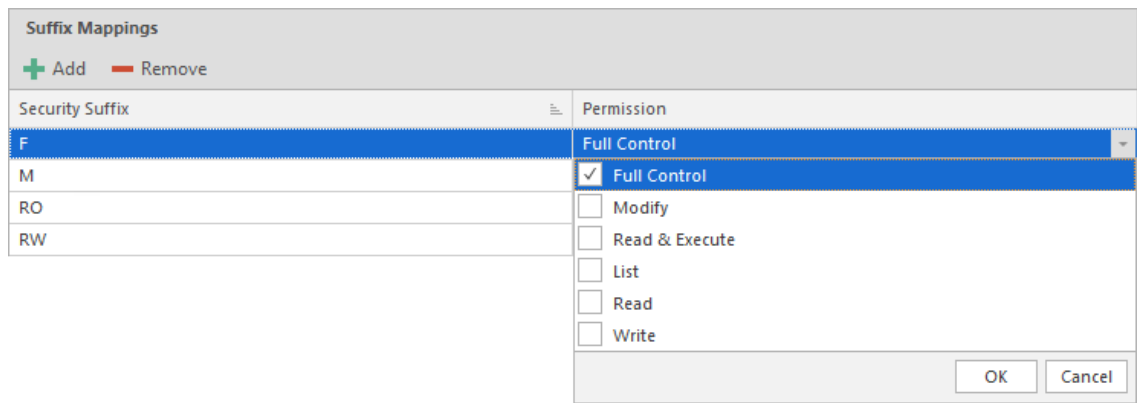 Suffix Mappings
Add Remove
Security Suffix Permission
F Full Control
M Full Control
RO Modify
RW Read & Execute
List
Read
Write
OK Cancel